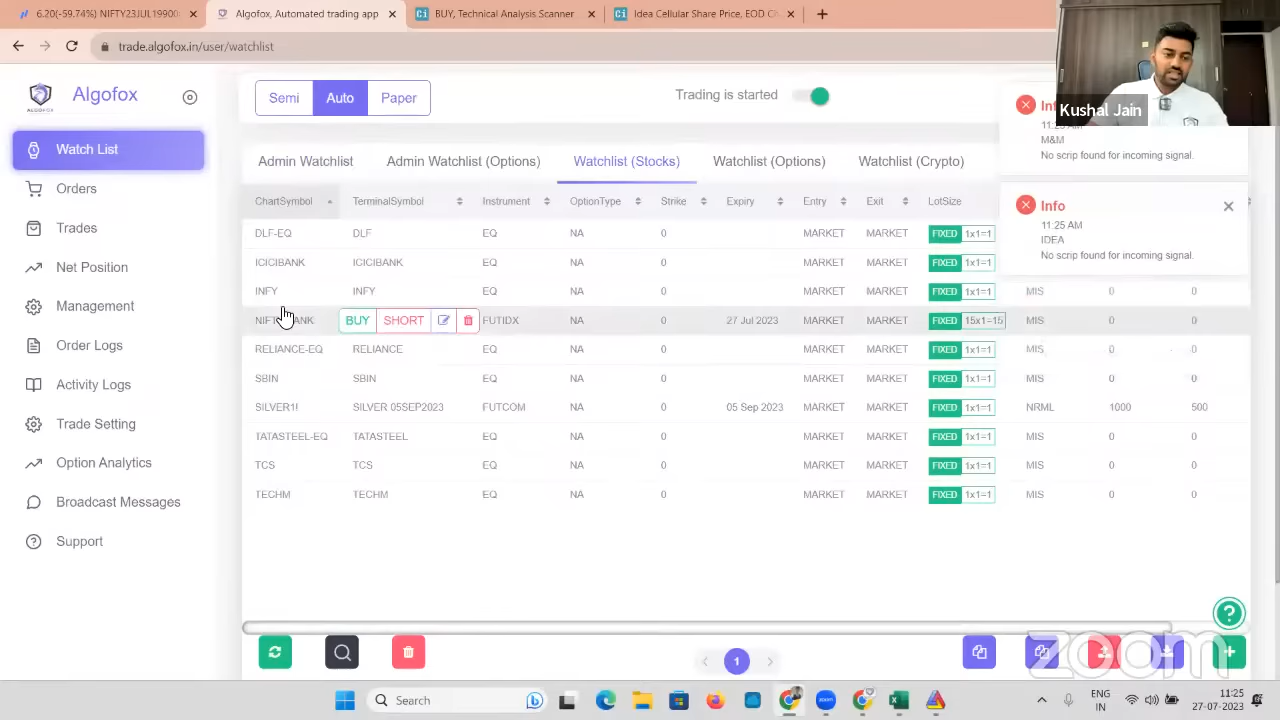 (1980) NIFTY23JUL19900
Algofox, Automated trading app
Ci BUY, Technical Analysis Scanner
Ci Idea Cellular Share Price, EOD Ch
trade.algofox.in/user/watchlist
Kushal Jain
Algofox
Semi Auto Paper
Trading is started
Info
11:25 AM
M&M
No scrip found for incoming signal.
Watch List
Orders
Trades
Net Position
Management
Order Logs
Activity Logs
Trade Setting
Option Analytics
Broadcast Messages
Support
Admin Watchlist Admin Watchlist (Options) Watchlist (Stocks) Watchlist (Options) Watchlist (Crypto)
ChartSymbol TerminalSymbol Instrument OptionType Strike Expiry Entry Exit LotSize
Info
11:25 AM
IDEA
No scrip found for incoming signal.
DLF-EQ DLF EQ NA 0 MARKET MARKET FIXED 1x1=1
ICICIBANK ICICIBANK EQ NA 0 MARKET MARKET FIXED 1x1=1
INFY INFY EQ NA 0 MARKET MARKET FIXED 1x1=1 MIS 0 0
BUY SHORT FUTIDX NA 0 27 Jul 2023 MARKET MARKET FIXED 15x1=15 MIS 0 0
RELIANCE-EQ RELIANCE EQ NA 0 MARKET MARKET FIXED 1x1=1 MIS 0 0
SBIN SBIN EQ NA 0 MARKET MARKET FIXED 1x1=1 MIS 0 0
SILVER1! SILVER 05SEP2023 FUTCOM NA 0 05 Sep 2023 MARKET MARKET FIXED 1x1=1 NRML 1000 500
TATASTEEL-EQ TATASTEEL EQ NA 0 MARKET MARKET FIXED 1x1=1 MIS 0 0
TCS TCS EQ NA 0 MARKET MARKET FIXED 1x1=1 MIS 0 0
TECHM TECHM EQ NA 0 MARKET MARKET FIXED 1x1=1 MIS 0 0
1
zoom
Search
ENG
IN
11:25
27-07-2023